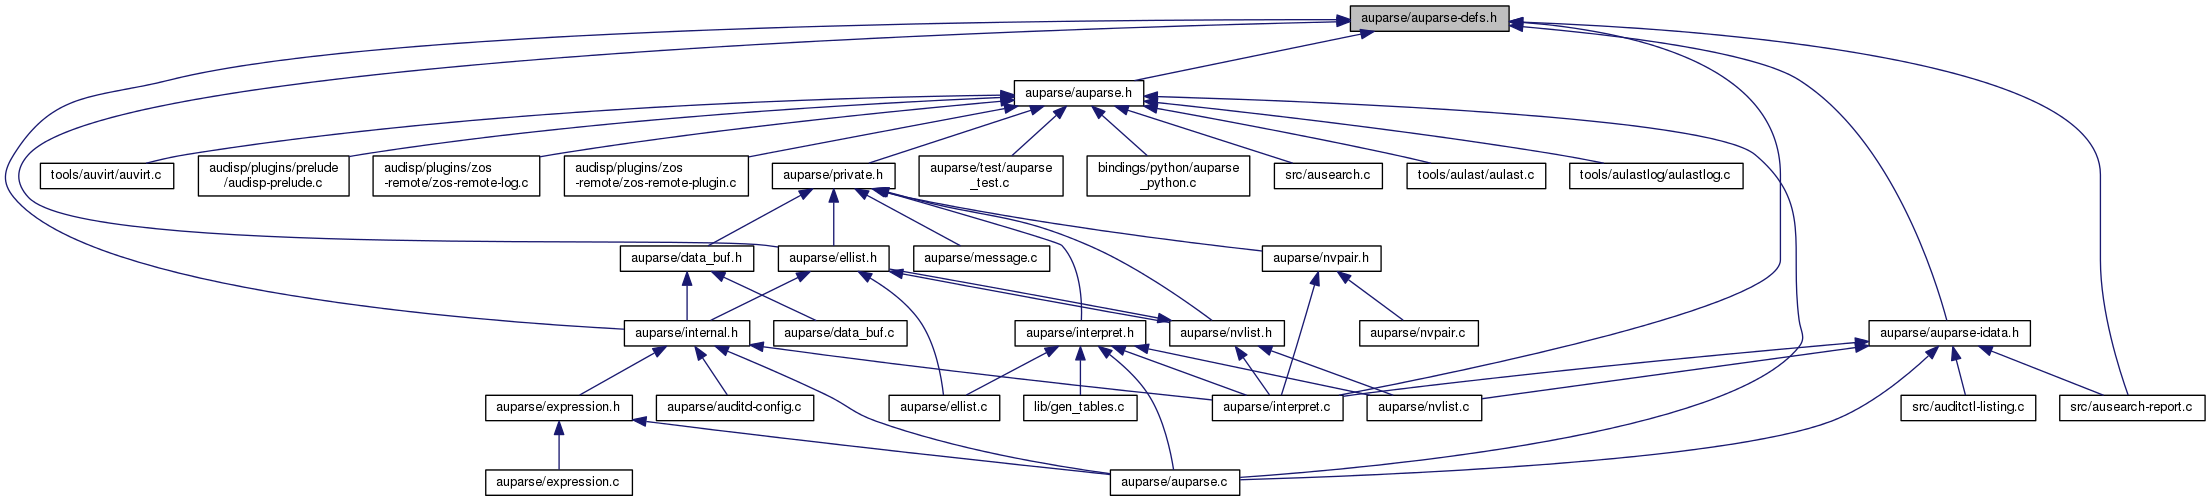 auparse/auparse-defs.h
auparse/auparse.h
tools/auvirt/auvirt.c
audisp/plugins/prelude
/audisp-prelude.c
audisp/plugins/zos
-remote/zos-remote-log.c
audisp/plugins/zos
-remote/zos-remote-plugin.c
auparse/private.h
auparse/test/auparse
_test.c
bindings/python/auparse
_python.c
src/ausearch.c
tools/aulast/aulast.c
tools/aulastlog/aulastlog.c
auparse/data_buf.h
auparse/ellist.h
auparse/message.c
auparse/nvpair.h
auparse/internal.h
auparse/data_buf.c
auparse/interpret.h
auparse/nvlist.h
auparse/nvpair.c
auparse/auparse-idata.h
auparse/expression.h
auparse/auditd-config.c
auparse/ellist.c
lib/gen_tables.c
auparse/interpret.c
auparse/nvlist.c
src/auditctl-listing.c
src/ausearch-report.c
auparse/expression.c
auparse/auparse.c